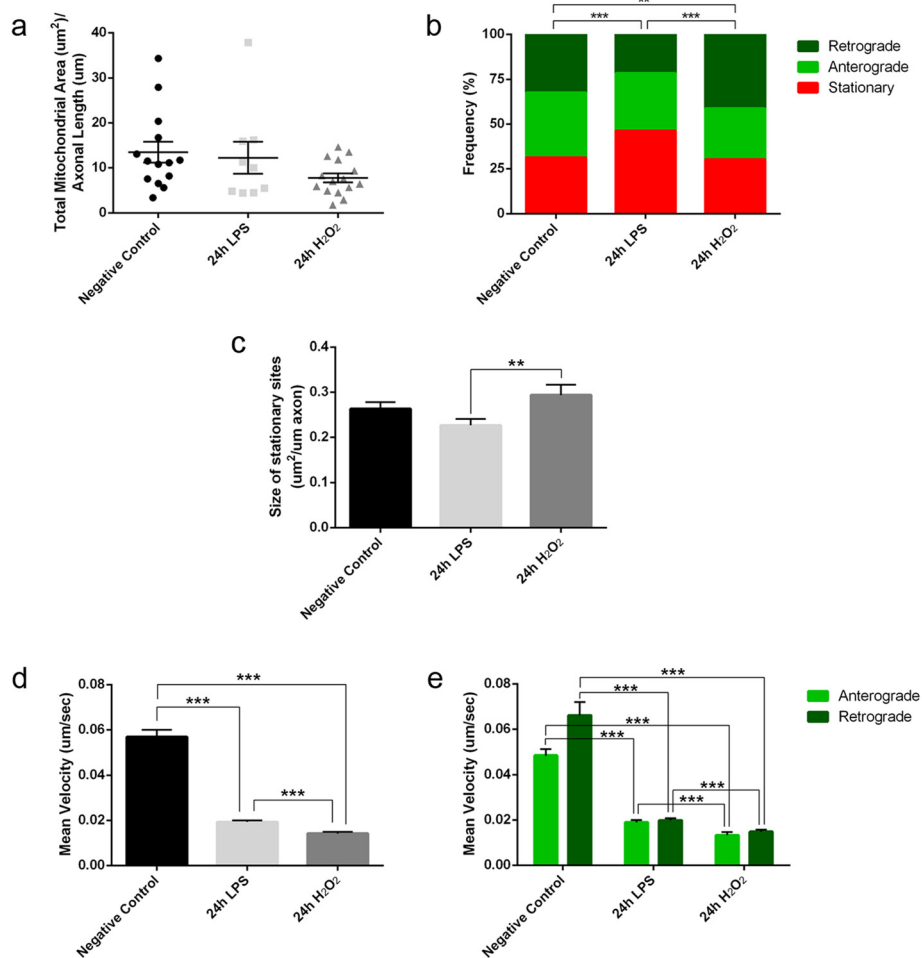 a
Total Mitochondrial Area (um²)/
Axonal Length (um)
40
30
20
10
0
Negative Control
24h LPS
24h H₂O₂
b
**
***
***
Frequency (%)
100
75
50
25
0
Negative Control
24h LPS
24h H₂O₂
Retrograde
Anterograde
Stationary
c
Size of stationary sites
(um²/um axon)
0.4
0.3
0.2
0.1
0.0
**
Negative Control
24h LPS
24h H₂O₂
d
Mean Velocity (um/sec)
0.08
0.06
0.04
0.02
0.00
***
***
***
Negative Control
24h LPS
24h H₂O₂
e
Mean Velocity (um/sec)
0.08
0.06
0.04
0.02
0.00
***
***
***
***
***
***
Negative Control
24h LPS
24h H₂O₂
Anterograde
Retrograde